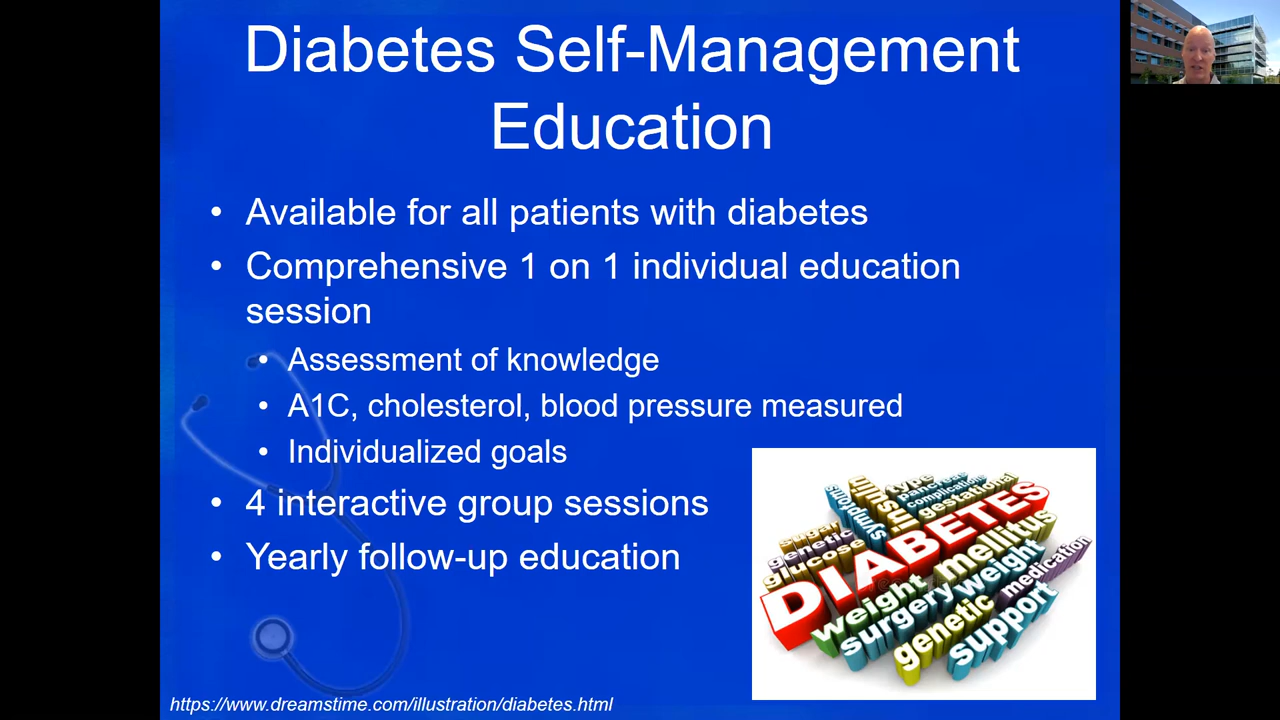 Diabetes Self-Management
Education
• Available for all patients with diabetes
• Comprehensive 1 on 1 individual education
session
• Assessment of knowledge
• A1C, cholesterol, blood pressure measured
• Individualized goals
• 4 interactive group sessions
• Yearly follow-up education
symptoms
insulin
type
pancreas
complications
gestational
sugar
genetic
glucose
DIABETES
mellitus
weight
weight
surgery
medication
genetic
support
https://www.dreamstime.com/illustration/diabetes.html